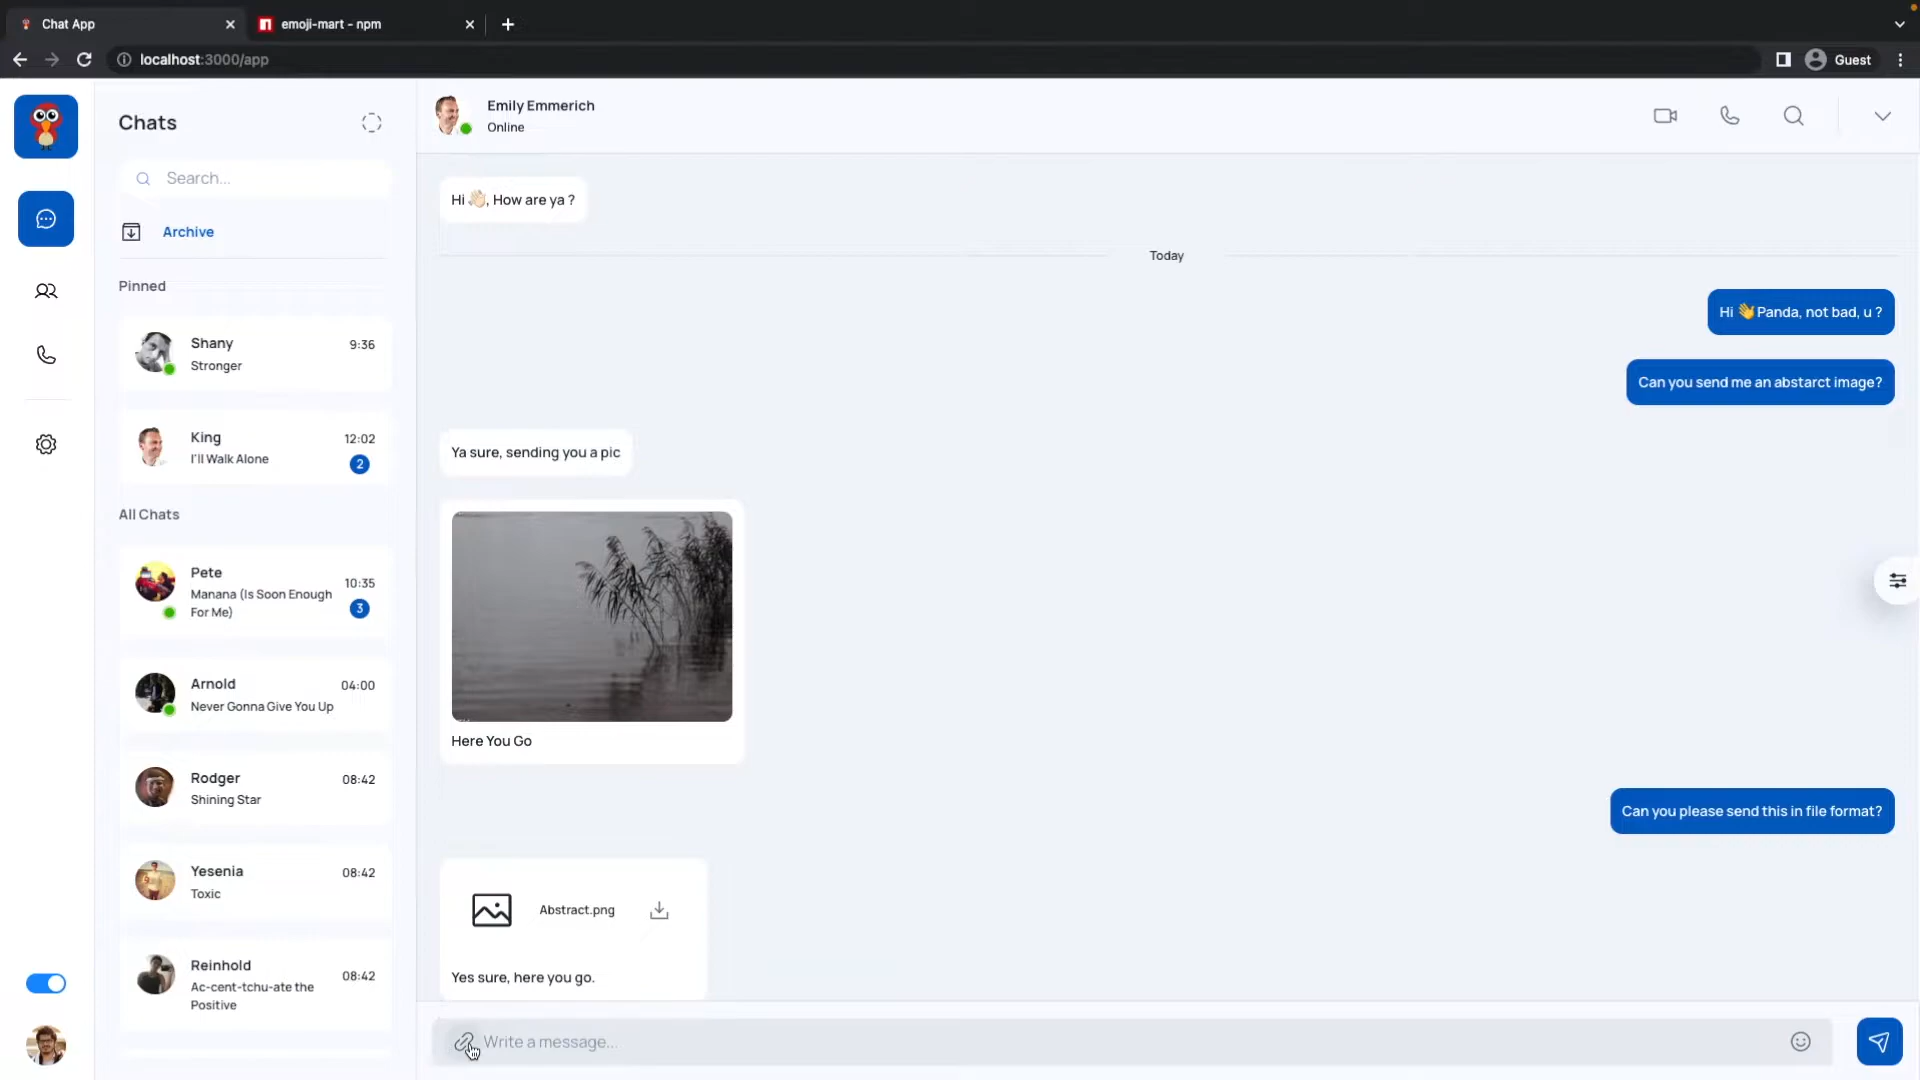 Chat App
emoji-mart - npm
localhost:3000/app
Guest
Chats
Search...
Archive
Pinned
Shany
9:36
Stronger
King
12:02
I'll Walk Alone
2
All Chats
Pete
10:35
Manana (Is Soon Enough
For Me)
3
Arnold
04:00
Never Gonna Give You Up
Rodger
08:42
Shining Star
Yesenia
08:42
Toxic
Reinhold
08:42
Ac-cent-tchu-ate the
Positive
Emily Emmerich
Online
Hi 👋🏻, How are ya ?
Today
Hi 👋 Panda, not bad, u ?
Can you send me an abstarct image?
Ya sure, sending you a pic
Here You Go
Can you please send this in file format?
Abstract.png
Yes sure, here you go.
Write a message...